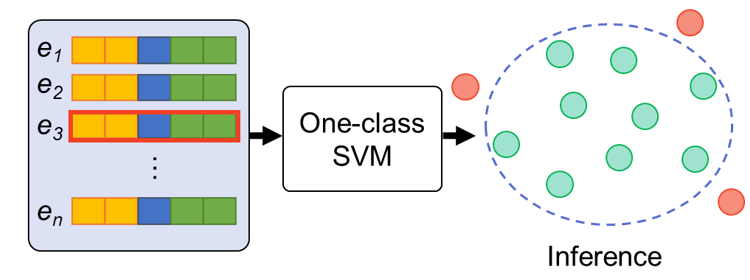 e1
e2
e3
⋮
en
One-class
SVM
Inference